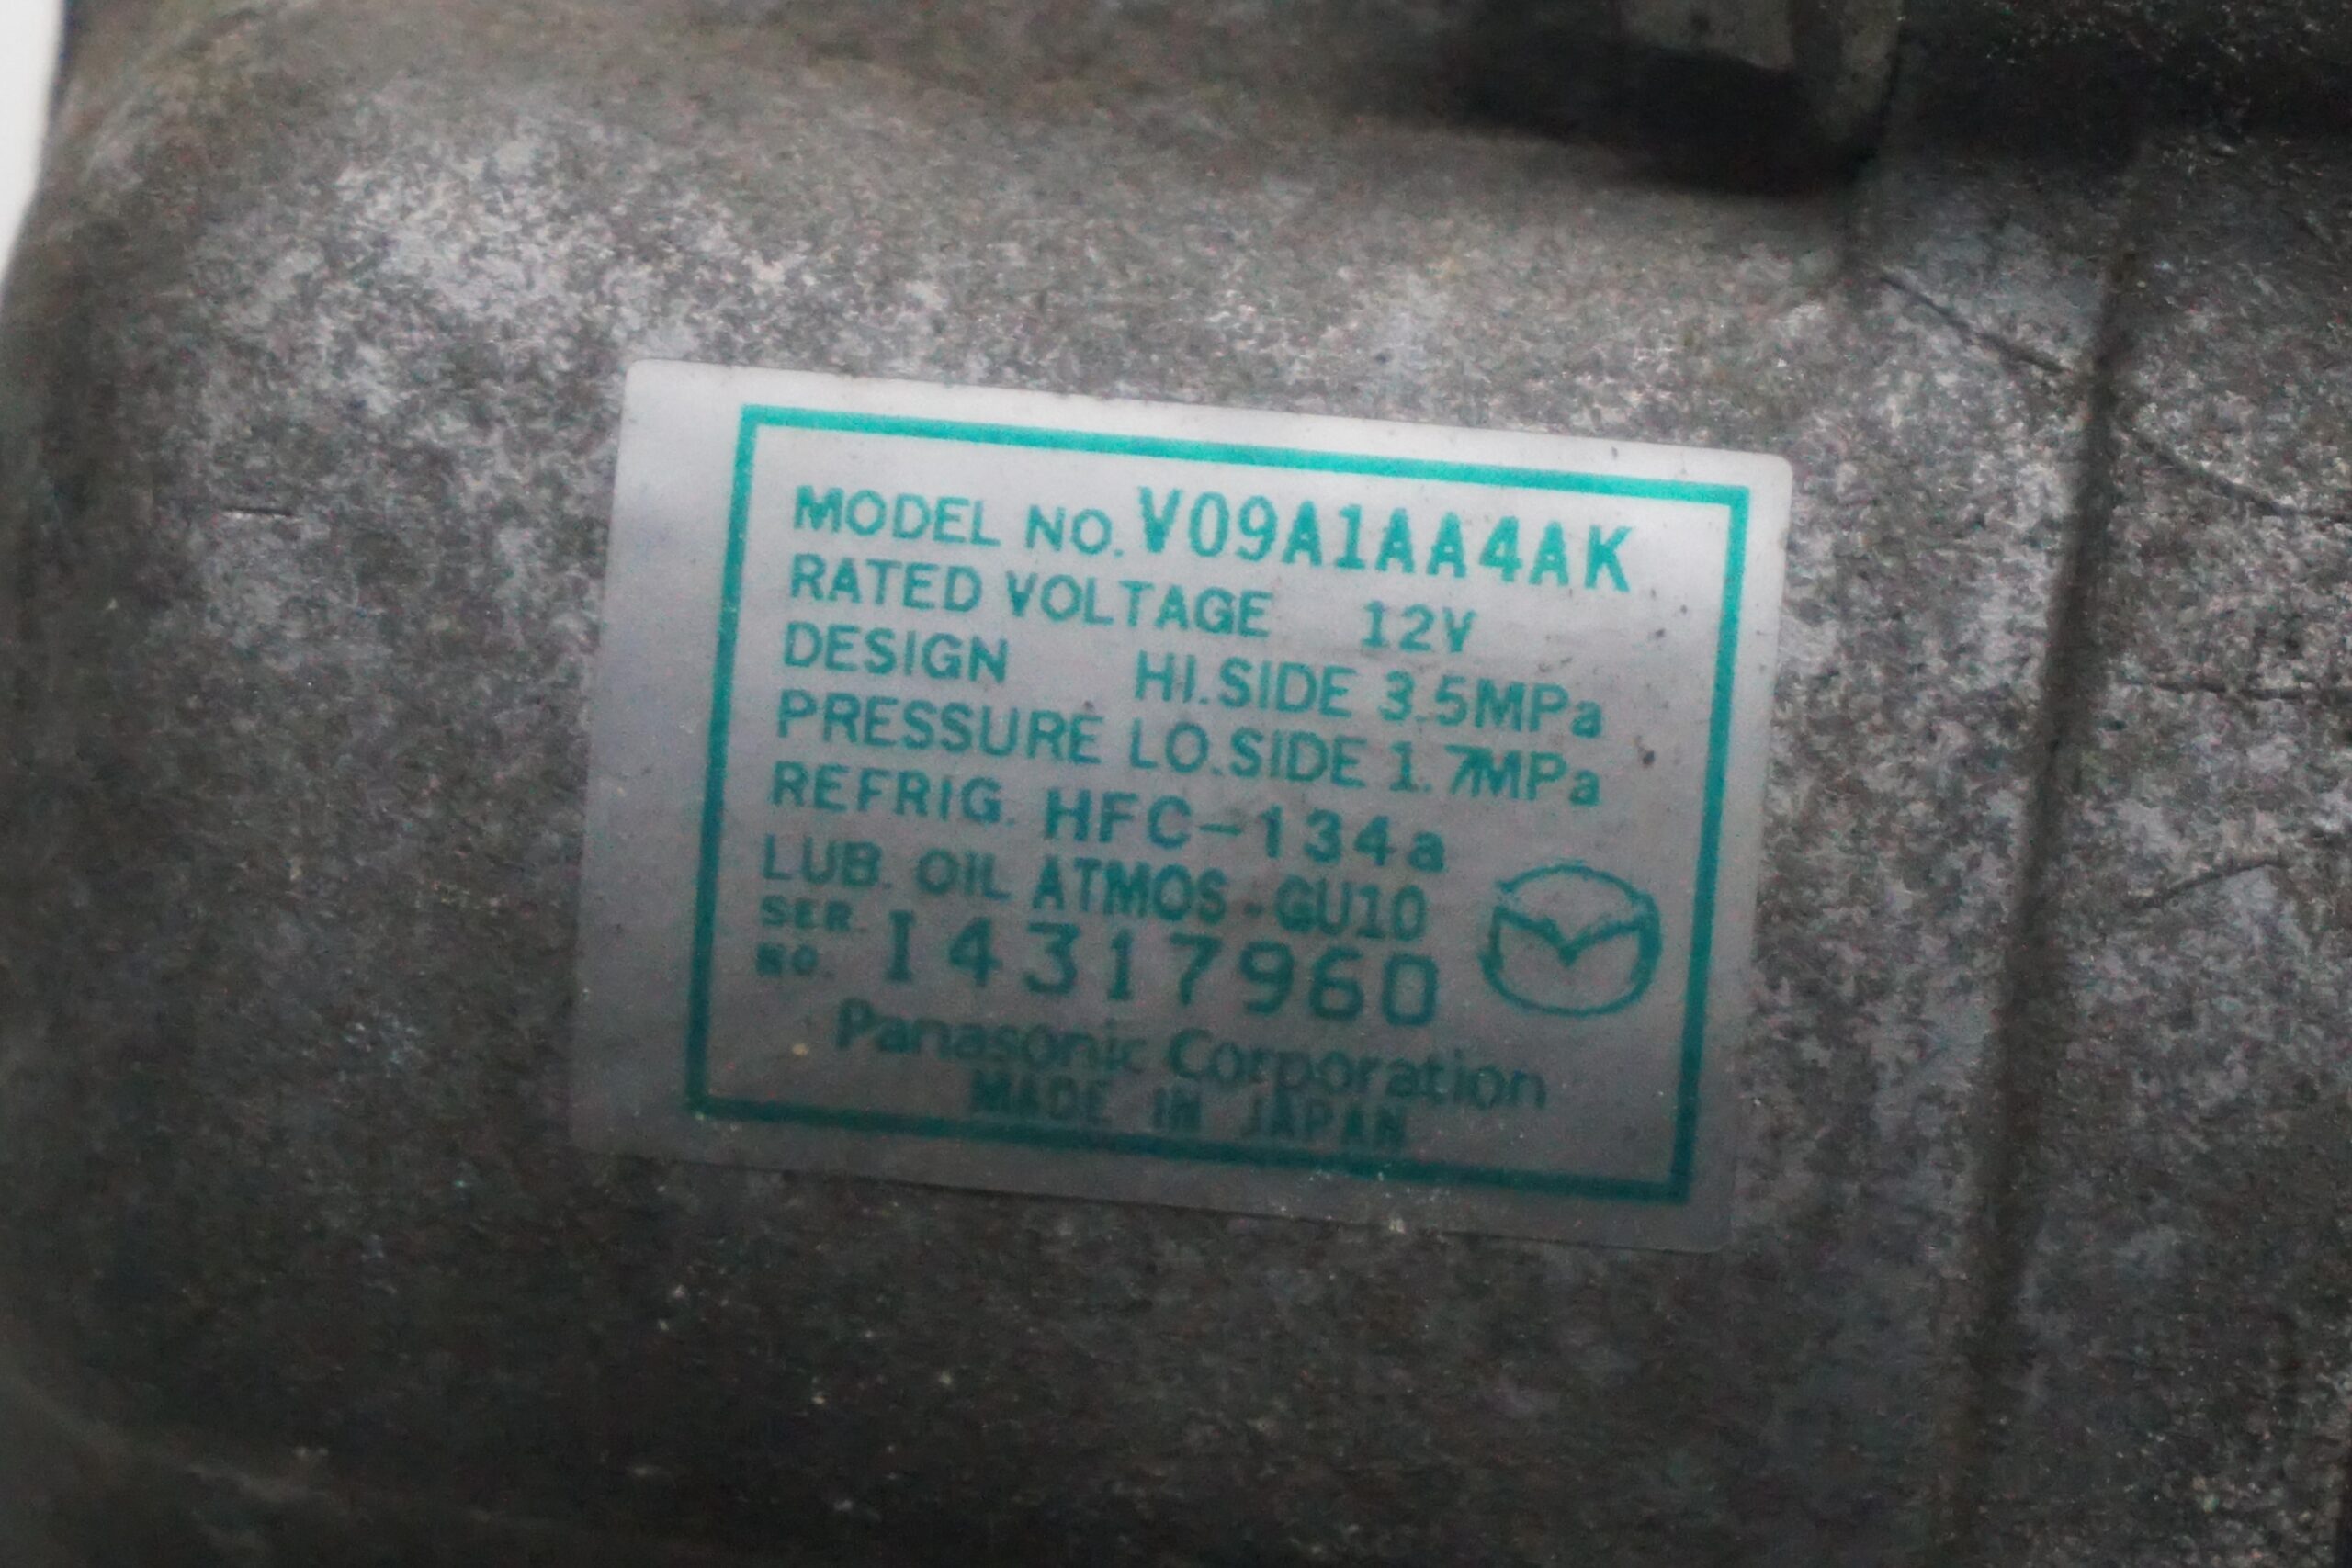 MODEL NO. V09A1AA4AK
RATED VOLTAGE 12V
DESIGN HI.SIDE 3.5MPa
PRESSURE LO.SIDE 1.7MPa
REFRIG. HFC-134a
LUB. OIL ATMOS-GU10
SER. NO. I4317960
Panasonic Corporation
MADE IN JAPAN